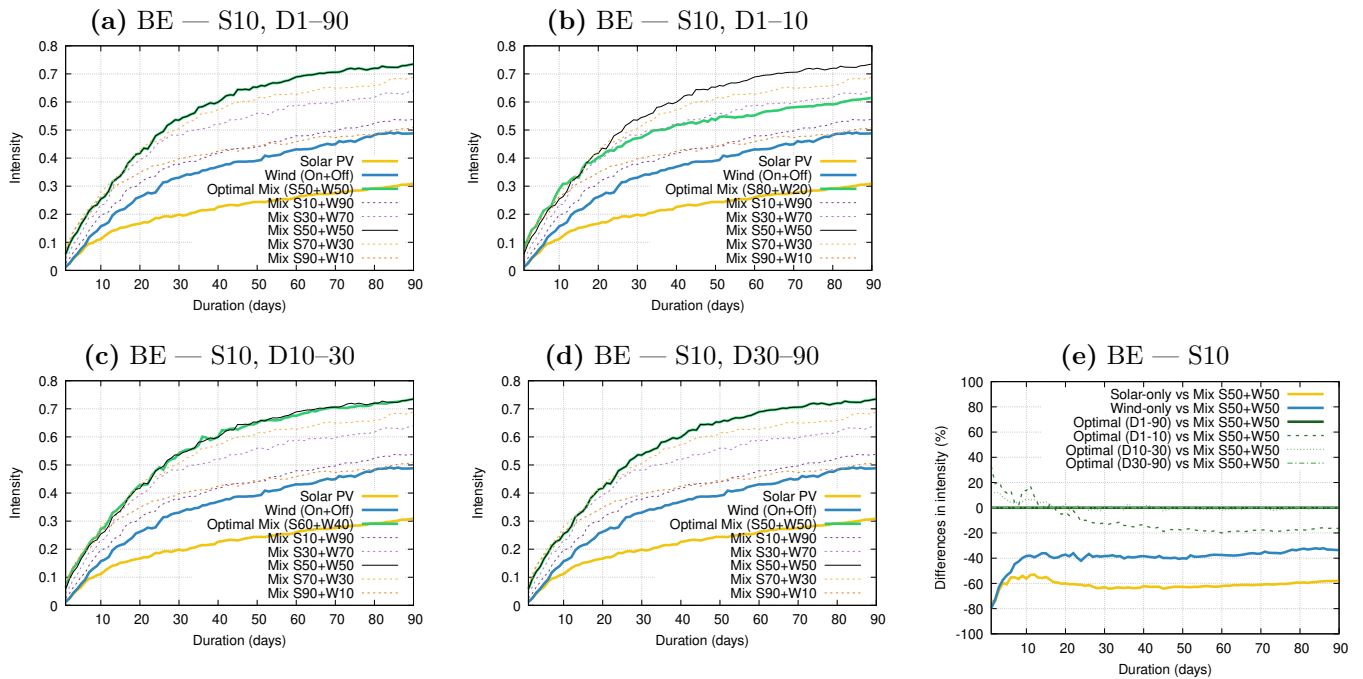 (a) BE — S10, D1–90
Intensity
0.8
0.7
0.6
0.5
0.4
0.3
0.2
0.1
0
10 20 30 40 50 60 70 80 90
Duration (days)
Solar PV
Wind (On+Off)
Optimal Mix (S50+W50)
Mix S10+W90
Mix S30+W70
Mix S50+W50
Mix S70+W30
Mix S90+W10
(b) BE — S10, D1–10
Intensity
0.8
0.7
0.6
0.5
0.4
0.3
0.2
0.1
0
10 20 30 40 50 60 70 80 90
Duration (days)
Solar PV
Wind (On+Off)
Optimal Mix (S80+W20)
Mix S10+W90
Mix S30+W70
Mix S50+W50
Mix S70+W30
Mix S90+W10
(c) BE — S10, D10–30
Intensity
0.8
0.7
0.6
0.5
0.4
0.3
0.2
0.1
0
10 20 30 40 50 60 70 80 90
Duration (days)
Solar PV
Wind (On+Off)
Optimal Mix (S60+W40)
Mix S10+W90
Mix S30+W70
Mix S50+W50
Mix S70+W30
Mix S90+W10
(d) BE — S10, D30–90
Intensity
0.8
0.7
0.6
0.5
0.4
0.3
0.2
0.1
0
10 20 30 40 50 60 70 80 90
Duration (days)
Solar PV
Wind (On+Off)
Optimal Mix (S50+W50)
Mix S10+W90
Mix S30+W70
Mix S50+W50
Mix S70+W30
Mix S90+W10
(e) BE — S10
Differences in intensity (%)
100
80
60
40
20
0
-20
-40
-60
-80
-100
10 20 30 40 50 60 70 80 90
Duration (days)
Solar-only vs Mix S50+W50
Wind-only vs Mix S50+W50
Optimal (D1-90) vs Mix S50+W50
Optimal (D1-10) vs Mix S50+W50
Optimal (D10-30) vs Mix S50+W50
Optimal (D30-90) vs Mix S50+W50